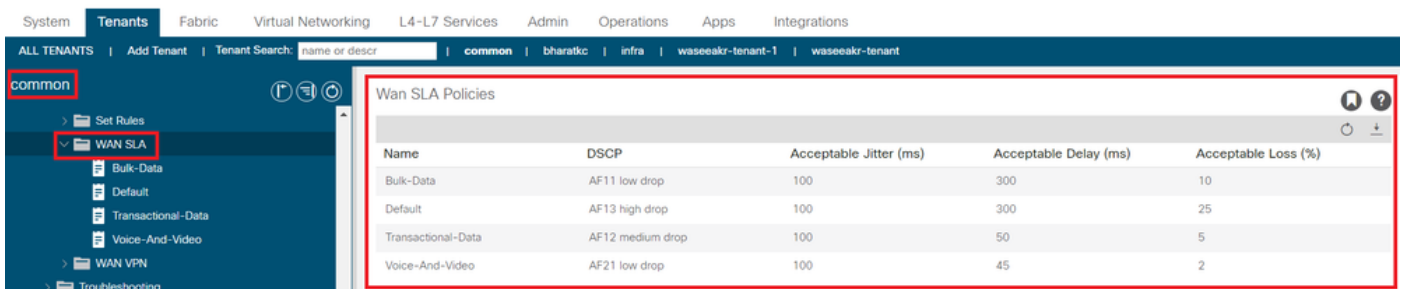 System Tenants Fabric Virtual Networking L4-L7 Services Admin Operations Apps Integrations
ALL TENANTS | Add Tenant | Tenant Search: name or descr | common | bharatkc | infra | waseeakr-tenant-1 | waseeakr-tenant
common
Set Rules
WAN SLA
Bulk-Data
Default
Transactional-Data
Voice-And-Video
WAN VPN
Troubleshooting
Wan SLA Policies
Name DSCP Acceptable Jitter (ms) Acceptable Delay (ms) Acceptable Loss (%)
Bulk-Data AF11 low drop 100 300 10
Default AF13 high drop 100 300 25
Transactional-Data AF12 medium drop 100 50 5
Voice-And-Video AF21 low drop 100 45 2